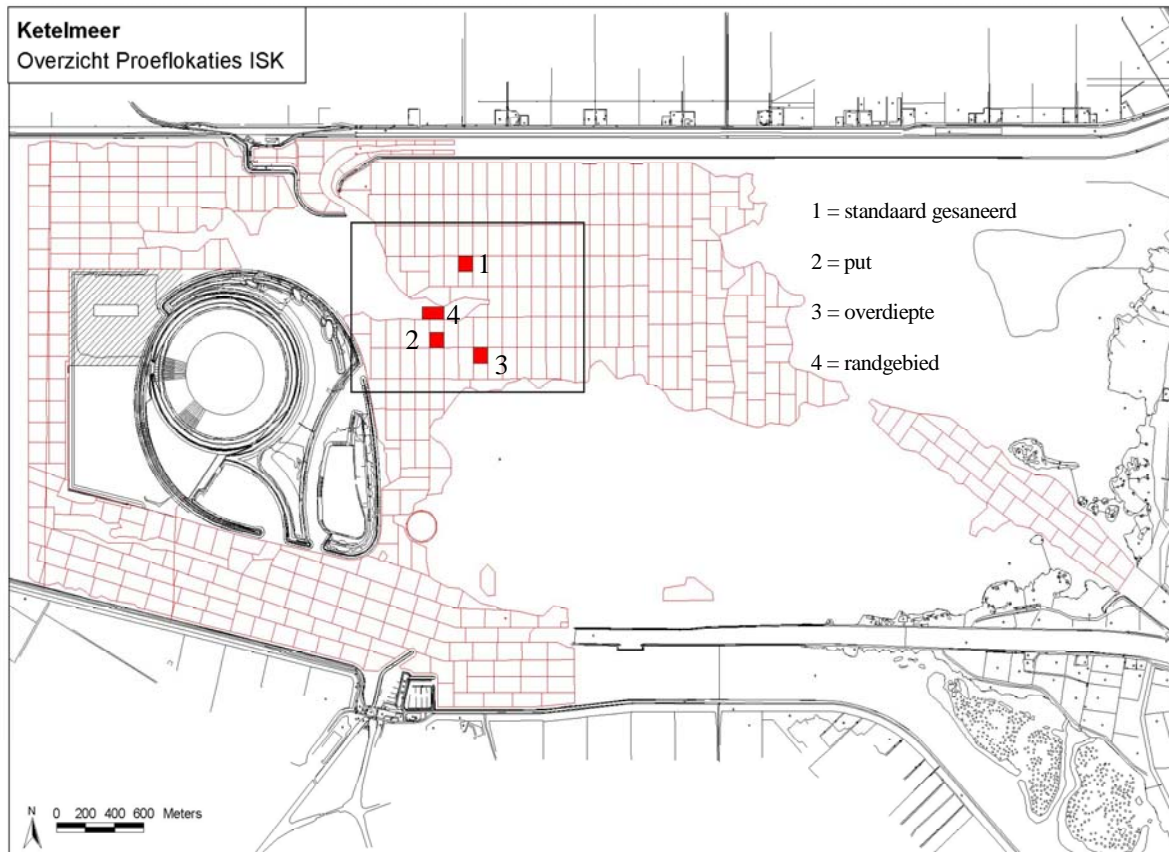 Ketelmeer
Overzicht Proeflokaties ISK
1 = standaard gesaneerd
2 = put
3 = overdiepte
4 = randgebied
1
4
2
3
N
0 200 400 600 Meters